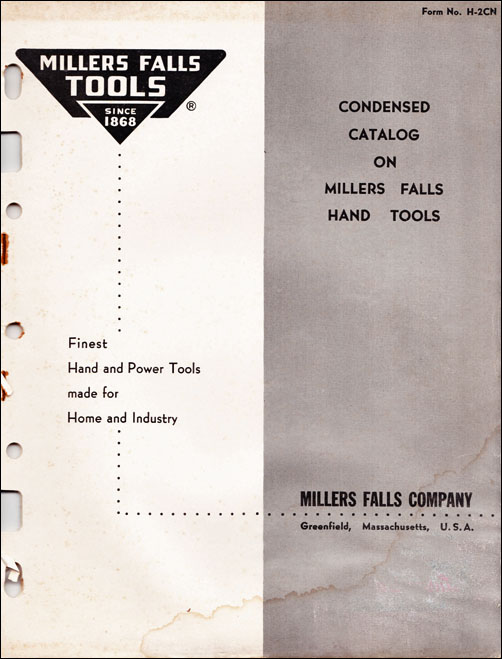 Form No. H-2CN
MILLERS FALLS
TOOLS
SINCE
1868
®
CONDENSED
CATALOG
ON
MILLERS FALLS
HAND TOOLS
Finest
Hand and Power Tools
made for
Home and Industry
MILLERS FALLS COMPANY
Greenfield, Massachusetts, U.S.A.